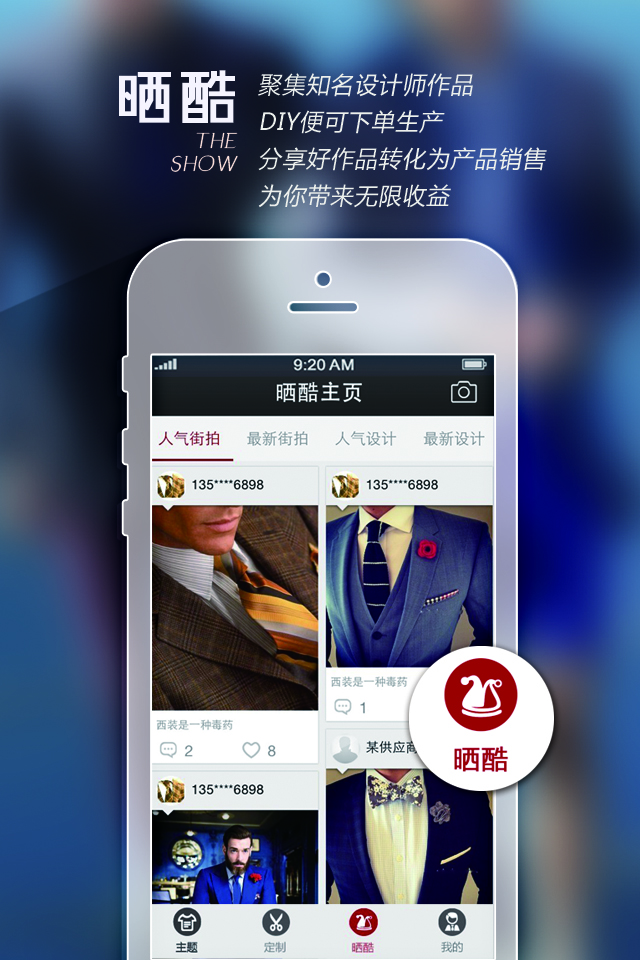 晒酷
THE
SHOW
聚集知名设计师作品
DIY便可下单生产
分享好作品转化为产品销售
为你带来无限收益
9:20 AM
晒酷主页
人气街拍 最新街拍 人气设计 最新设计
135****6898
135****6898
西装是一种毒药
2 8
西装是一种毒药
1
135****6898
某供应商
晒酷
主题 定制 晒酷 我的